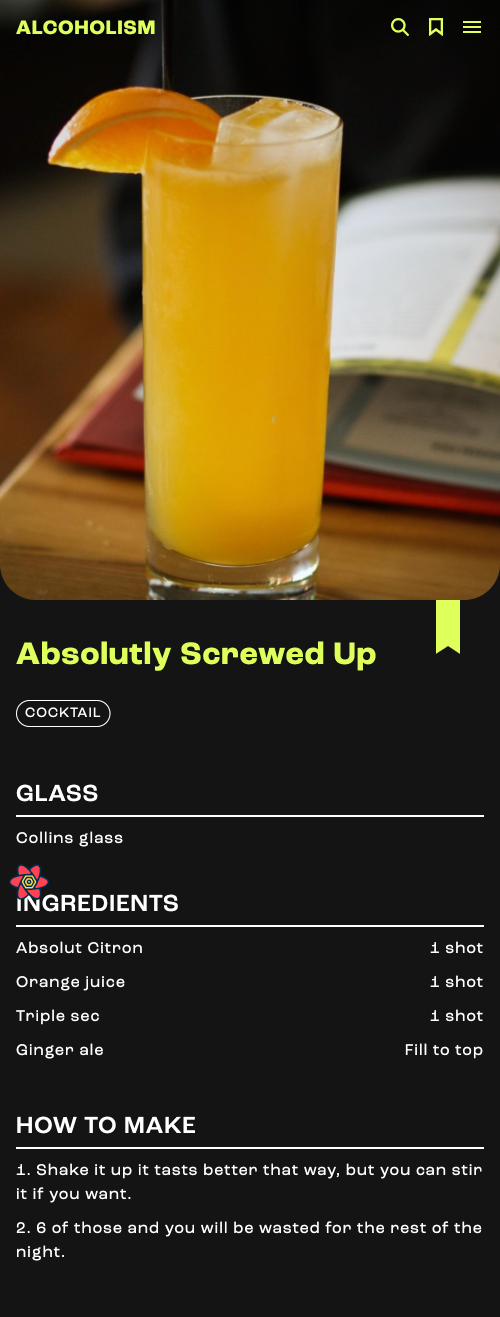 ALCOHOLISM
Absolutly Screwed Up
COCKTAIL
GLASS
Collins glass
INGREDIENTS
Absolut Citron 1 shot
Orange juice 1 shot
Triple sec 1 shot
Ginger ale Fill to top
HOW TO MAKE
1. Shake it up it tastes better that way, but you can stir
it if you want.
2. 6 of those and you will be wasted for the rest of the
night.